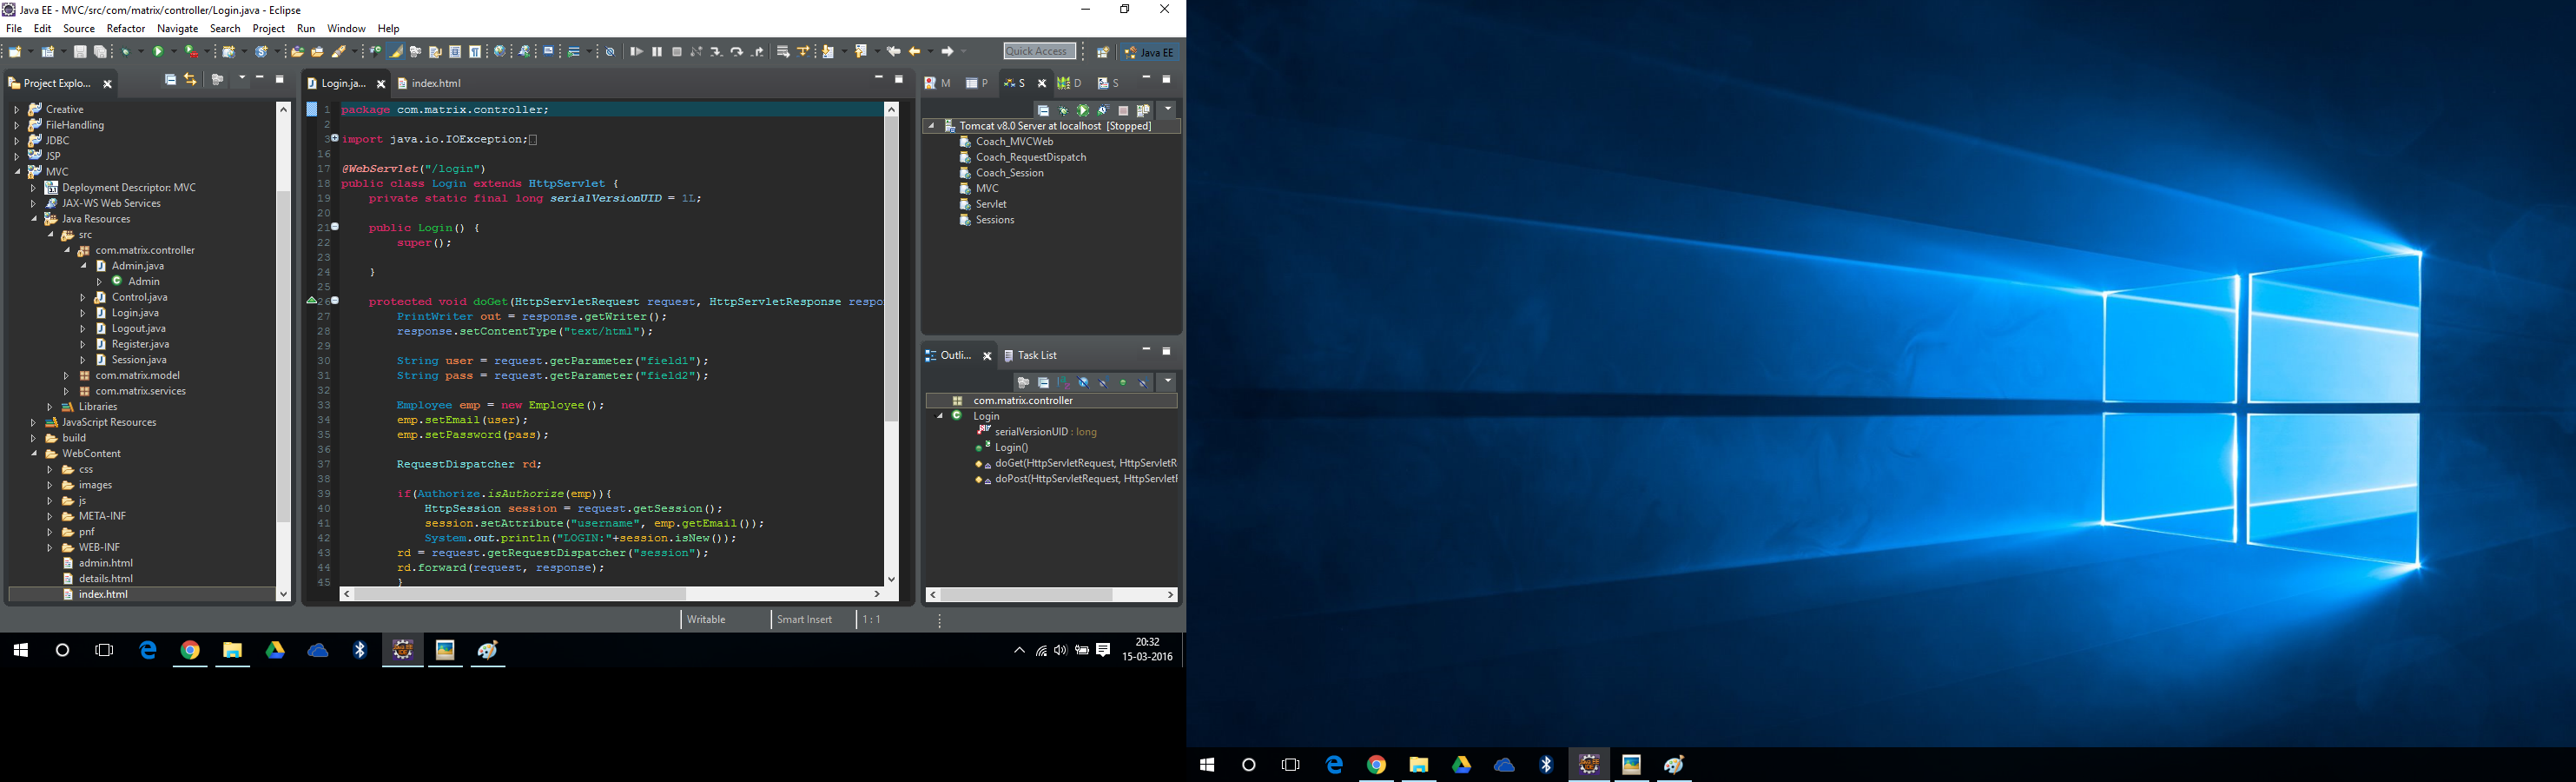 Java EE - MVC/src/com/matrix/controller/Login.java - Eclipse
File Edit Source Refactor Navigate Search Project Run Window Help
Quick Access
Java EE
Project Explo...
Creative
FileHandling
JDBC
JSP
MVC
Deployment Descriptor: MVC
JAX-WS Web Services
Java Resources
src
com.matrix.controller
Admin.java
Admin
Control.java
Login.java
Logout.java
Register.java
Session.java
com.matrix.model
com.matrix.services
Libraries
JavaScript Resources
build
WebContent
css
images
js
META-INF
pnf
WEB-INF
admin.html
details.html
index.html
Login.ja... index.html
1 package com.matrix.controller;
2
3 import java.io.IOException;
16
17 @WebServlet("/login")
18 public class Login extends HttpServlet {
19 private static final long serialVersionUID = 1L;
20
21 public Login() {
22 super();
23
24 }
25
26 protected void doGet(HttpServletRequest request, HttpServletResponse respo
27 PrintWriter out = response.getWriter();
28 response.setContentType("text/html");
29
30 String user = request.getParameter("field1");
31 String pass = request.getParameter("field2");
32
33 Employee emp = new Employee();
34 emp.setEmail(user);
35 emp.setPassword(pass);
36
37 RequestDispatcher rd;
38
39 if(Authorize.isAuthorize(emp)){
40 HttpSession session = request.getSession();
41 session.setAttribute("username", emp.getEmail());
42 System.out.println("LOGIN:"+session.isNew());
43 rd = request.getRequestDispatcher("session");
44 rd.forward(request, response);
45 }
M P S D S
Tomcat v8.0 Server at localhost [Stopped]
Coach_MVCWeb
Coach_RequestDispatch
Coach_Session
MVC
Servlet
Sessions
Outli... Task List
com.matrix.controller
Login
serialVersionUID : long
Login()
doGet(HttpServletRequest, HttpServletR
doPost(HttpServletRequest, HttpServletl
Writable Smart Insert 1 : 1
20:32
15-03-2016